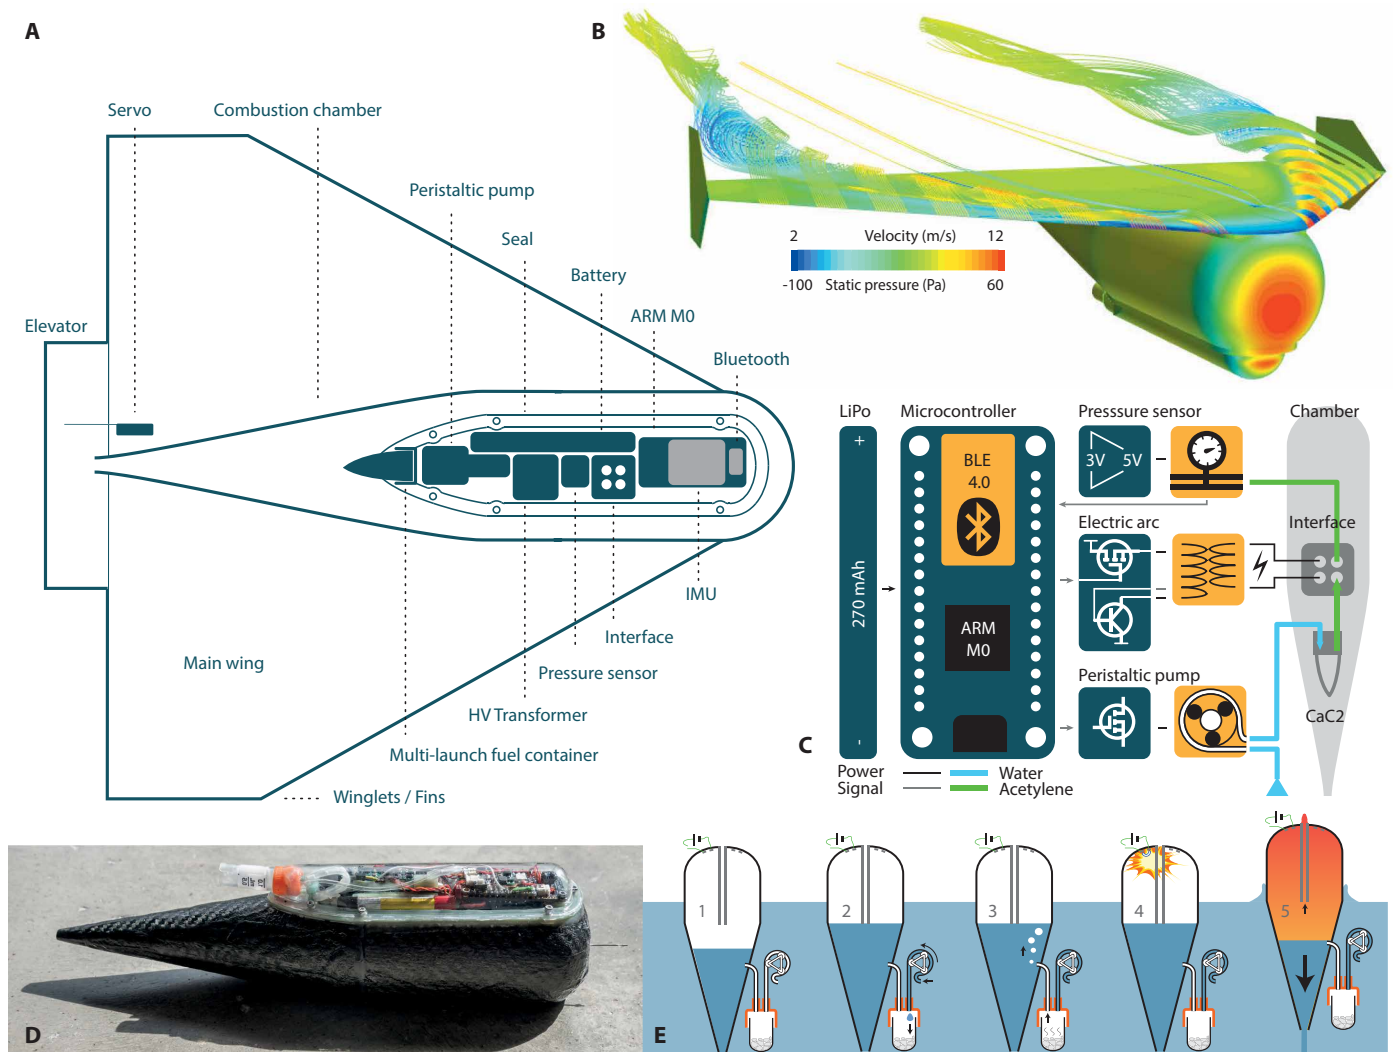 A
Servo
Combustion chamber
Peristaltic pump
Seal
Battery
ARM M0
Bluetooth
Elevator
IMU
Interface
Pressure sensor
HV Transformer
Multi-launch fuel container
Main wing
Winglets / Fins
B
2 Velocity (m/s) 12
-100 Static pressure (Pa) 60
C
LiPo
+
270 mAh
-
Microcontroller
BLE
4.0
ARM
M0
Presssure sensor
3V 5V
Electric arc
Peristaltic pump
Chamber
Interface
CaC2
Power
Signal
Water
Acetylene
D
E
1
2
3
4
5